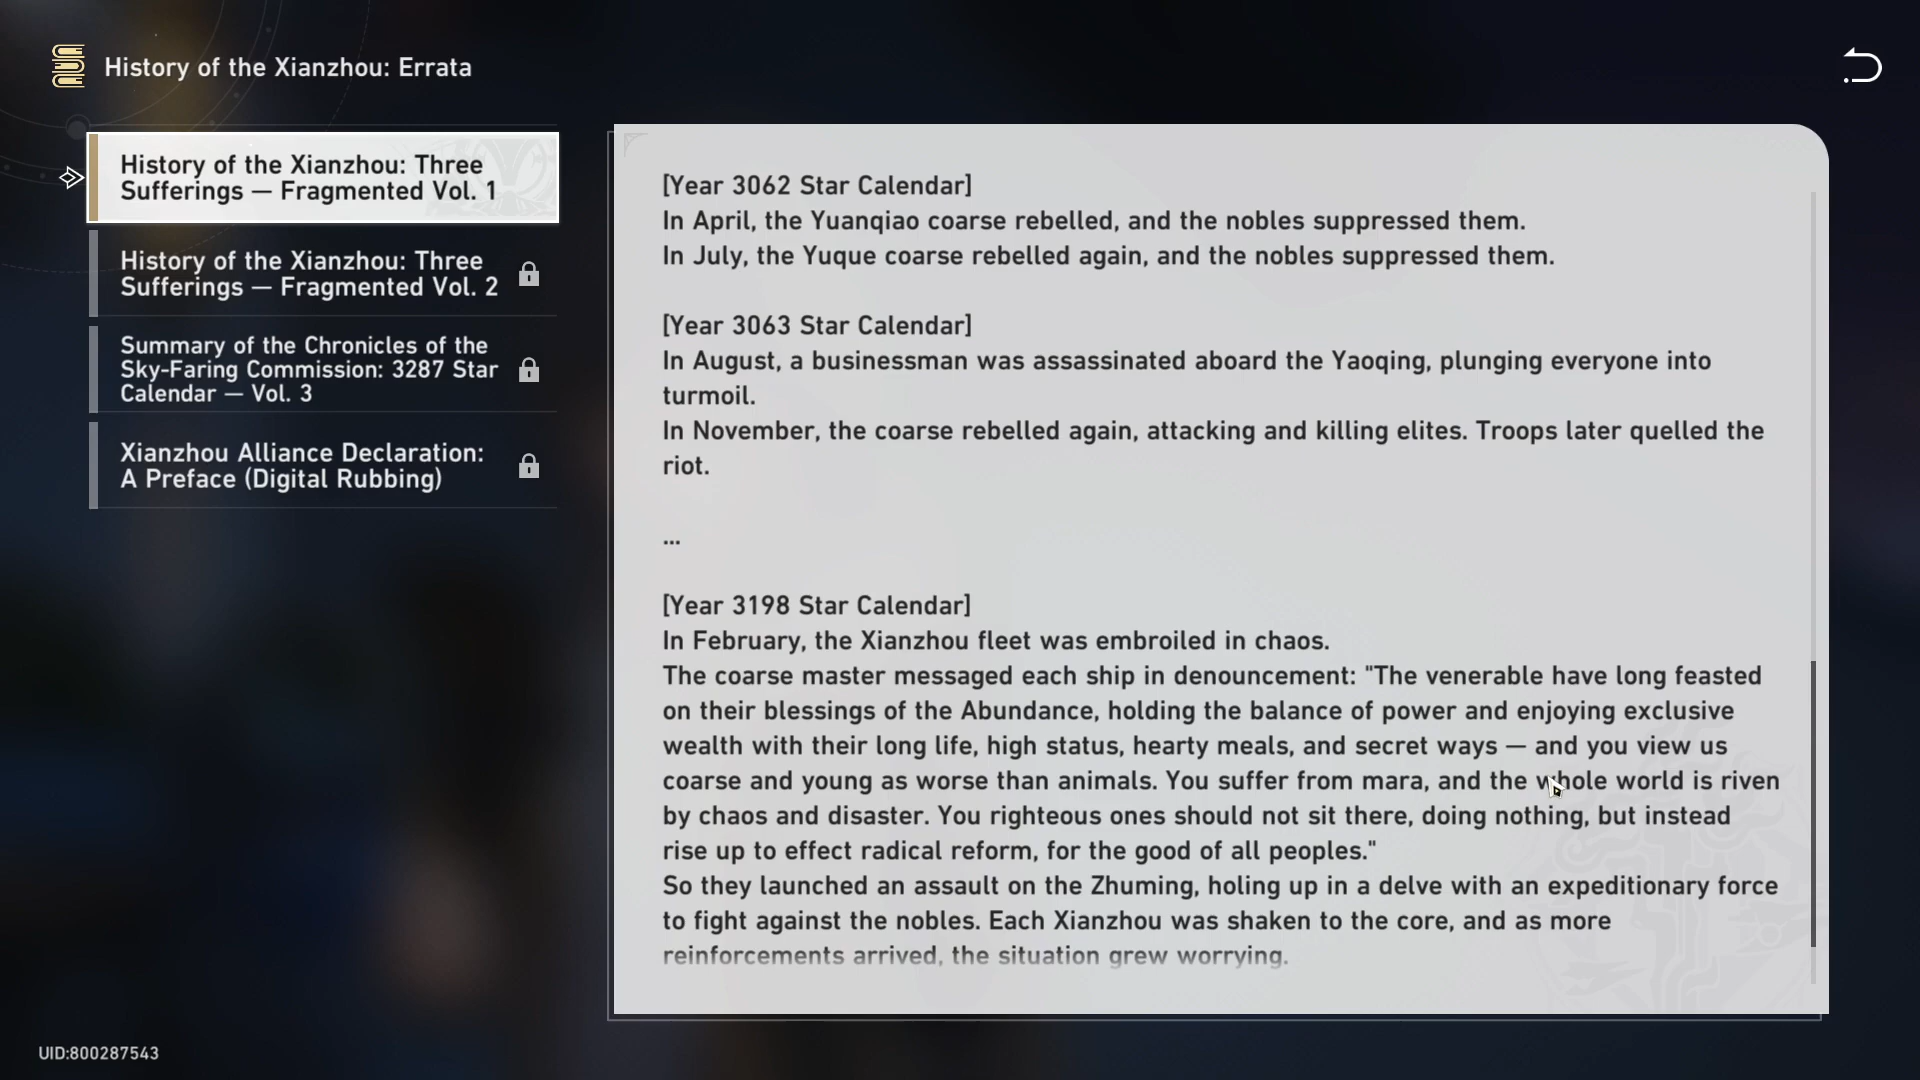 History of the Xianzhou: Errata
History of the Xianzhou: Three
Sufferings — Fragmented Vol. 1
History of the Xianzhou: Three
Sufferings — Fragmented Vol. 2
Summary of the Chronicles of the
Sky-Faring Commission: 3287 Star
Calendar — Vol. 3
Xianzhou Alliance Declaration:
A Preface (Digital Rubbing)
[Year 3062 Star Calendar]
In April, the Yuanqiao coarse rebelled, and the nobles suppressed them.
In July, the Yuque coarse rebelled again, and the nobles suppressed them.
[Year 3063 Star Calendar]
In August, a businessman was assassinated aboard the Yaoqing, plunging everyone into
turmoil.
In November, the coarse rebelled again, attacking and killing elites. Troops later quelled the
riot.
...
[Year 3198 Star Calendar]
In February, the Xianzhou fleet was embroiled in chaos.
The coarse master messaged each ship in denouncement: "The venerable have long feasted
on their blessings of the Abundance, holding the balance of power and enjoying exclusive
wealth with their long life, high status, hearty meals, and secret ways — and you view us
coarse and young as worse than animals. You suffer from mara, and the whole world is riven
by chaos and disaster. You righteous ones should not sit there, doing nothing, but instead
rise up to effect radical reform, for the good of all peoples."
So they launched an assault on the Zhuming, holing up in a delve with an expeditionary force
to fight against the nobles. Each Xianzhou was shaken to the core, and as more
reinforcements arrived, the situation grew worrying.
UID:800287543